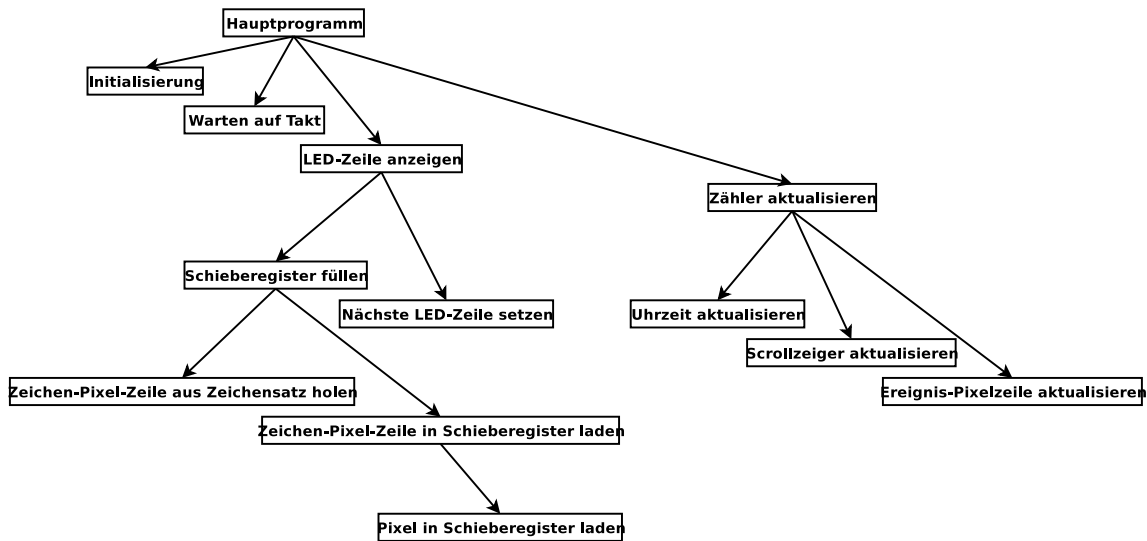 Hauptprogramm
Initialisierung
Warten auf Takt
LED-Zeile anzeigen
Zähler aktualisieren
Schieberegister füllen
Nächste LED-Zeile setzen
Uhrzeit aktualisieren
Scrollzeiger aktualisieren
Zeichen-Pixel-Zeile aus Zeichensatz holen
Ereignis-Pixelzeile aktualisieren
Zeichen-Pixel-Zeile in Schieberegister laden
Pixel in Schieberegister laden